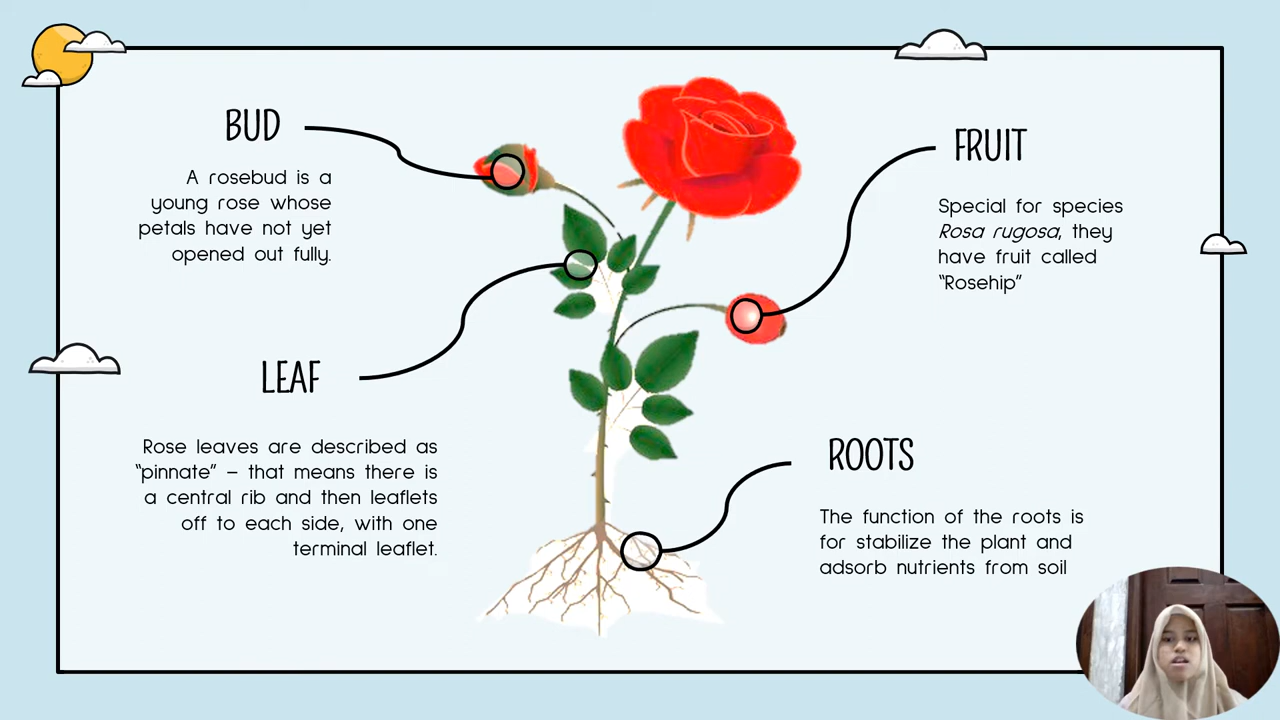 BUD
A rosebud is a
young rose whose
petals have not yet
opened out fully.
FRUIT
Special for species
Rosa rugosa, they
have fruit called
“Rosehip”
LEAF
Rose leaves are described as
“pinnate” – that means there is
a central rib and then leaflets
off to each side, with one
terminal leaflet.
ROOTS
The function of the roots is
for stabilize the plant and
adsorb nutrients from soil